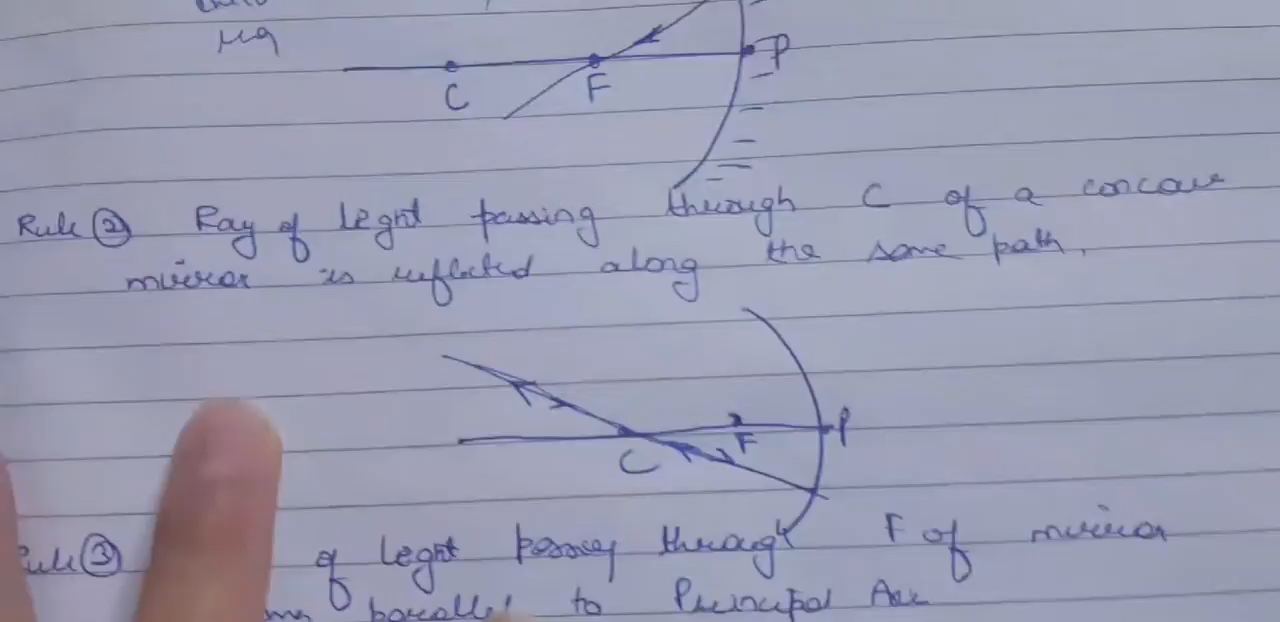 P
C F
Rule ② Ray of light passing through C of a concave
mirror is reflected along the same path.
P
F
C
③ of light passing through F of mirror
parallel to Principal Axis